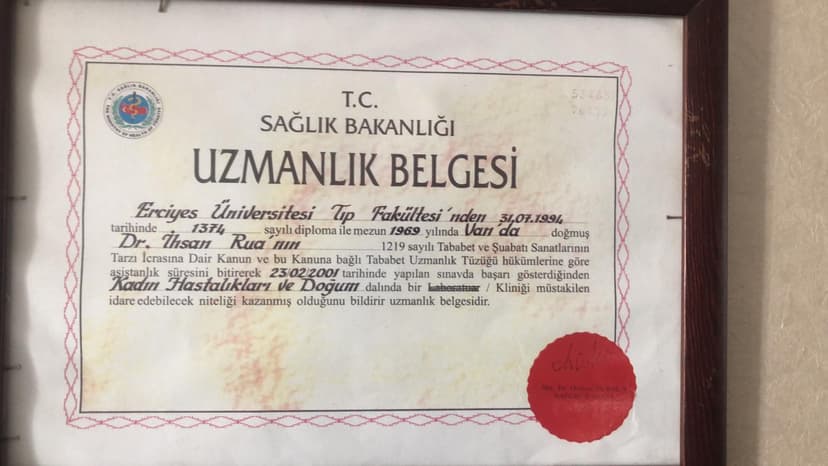 T.C.
SAĞLIK BAKANLIĞI
UZMANLIK BELGESİ
Erciyes Üniversitesi Tıp Fakültesi'nden 31.07.1994
tarihinde 1374 sayılı diploma ile mezun 1969 yılında Van'da doğmuş
Dr. İhsan Rua'nın 1219 sayılı Tababet ve Şuabatı Sanatlarının
Tarzı İcrasına Dair Kanun ve bu Kanuna bağlı Tababet Uzmanlık Tüzüğü hükümlerine göre
asistanlık süresini bitirerek 23/02/2001 tarihinde yapılan sınavda başarı gösterdiğinden
Kadın Hastalıkları ve Doğum dalında bir Laboratuar / Kliniği müstakilen
idare edebilecek niteliği kazanmış olduğunu bildirir uzmanlık belgesidir.